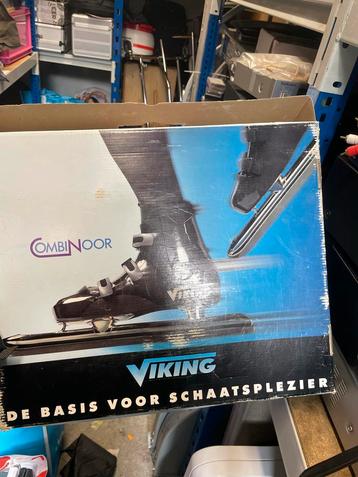 COMBINOOR
VIKING
VIKING
DE BASIS VOOR SCHAATSPLEZIER